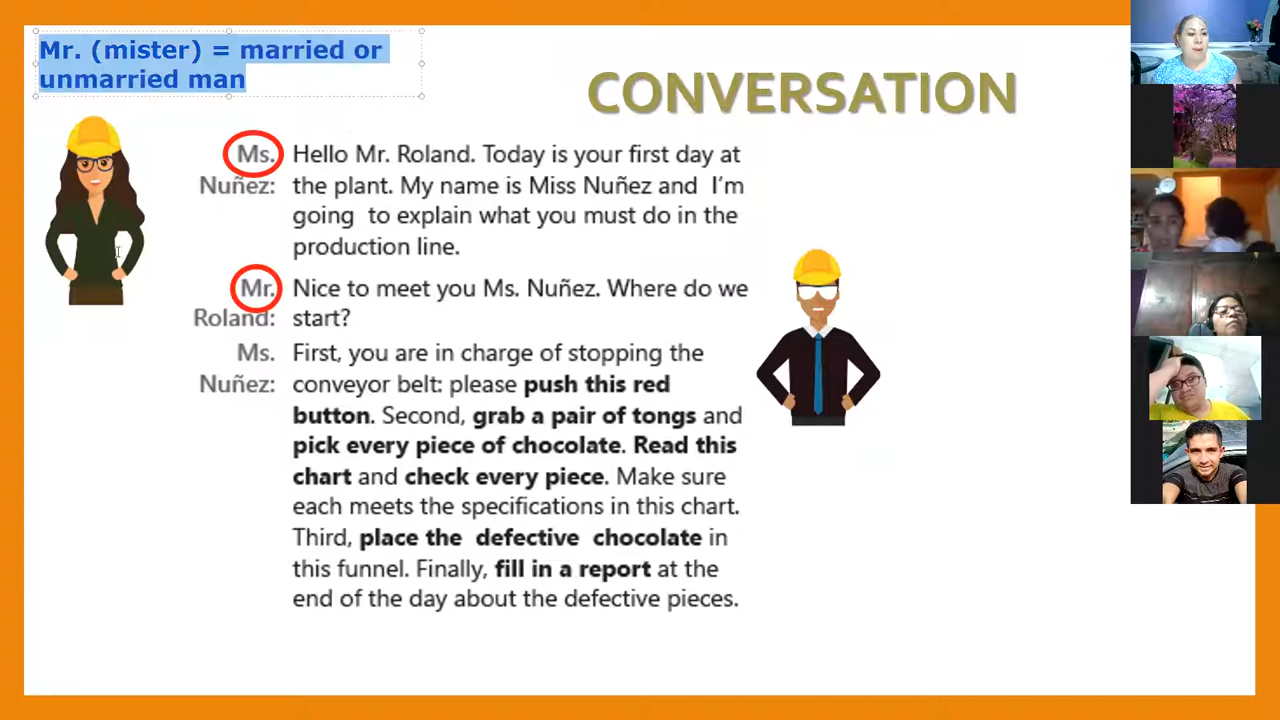 Mr. (mister) = married or
unmarried man
CONVERSATION
Ms. Hello Mr. Roland. Today is your first day at
Nuñez: the plant. My name is Miss Nuñez and I'm
going to explain what you must do in the
production line.
Mr. Nice to meet you Ms. Nuñez. Where do we
Roland: start?
Ms. First, you are in charge of stopping the
Nuñez: conveyor belt: please push this red
button. Second, grab a pair of tongs and
pick every piece of chocolate. Read this
chart and check every piece. Make sure
each meets the specifications in this chart.
Third, place the defective chocolate in
this funnel. Finally, fill in a report at the
end of the day about the defective pieces.